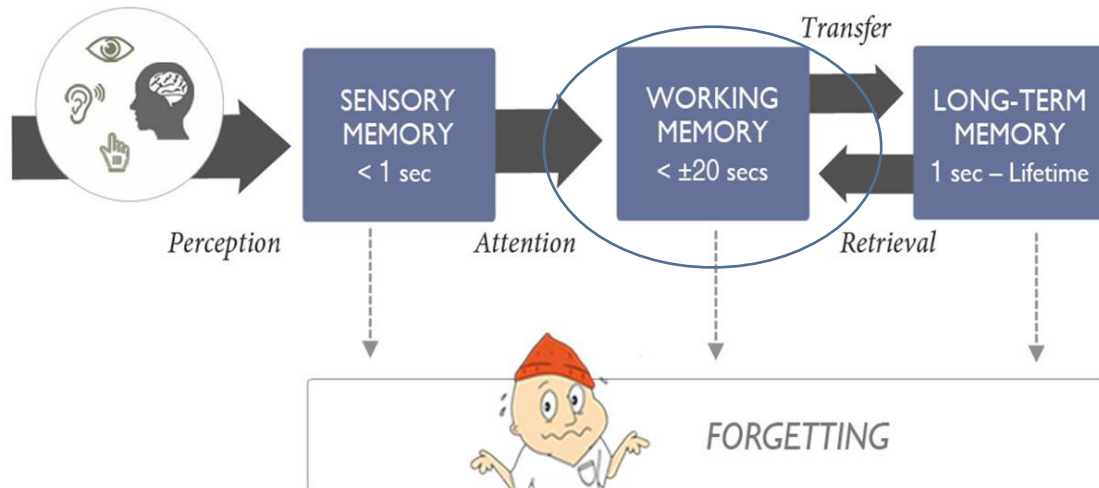 Transfer
SENSORY
MEMORY
< 1 sec
WORKING
MEMORY
< ±20 secs
LONG-TERM
MEMORY
1 sec – Lifetime
Perception
Attention
Retrieval
FORGETTING